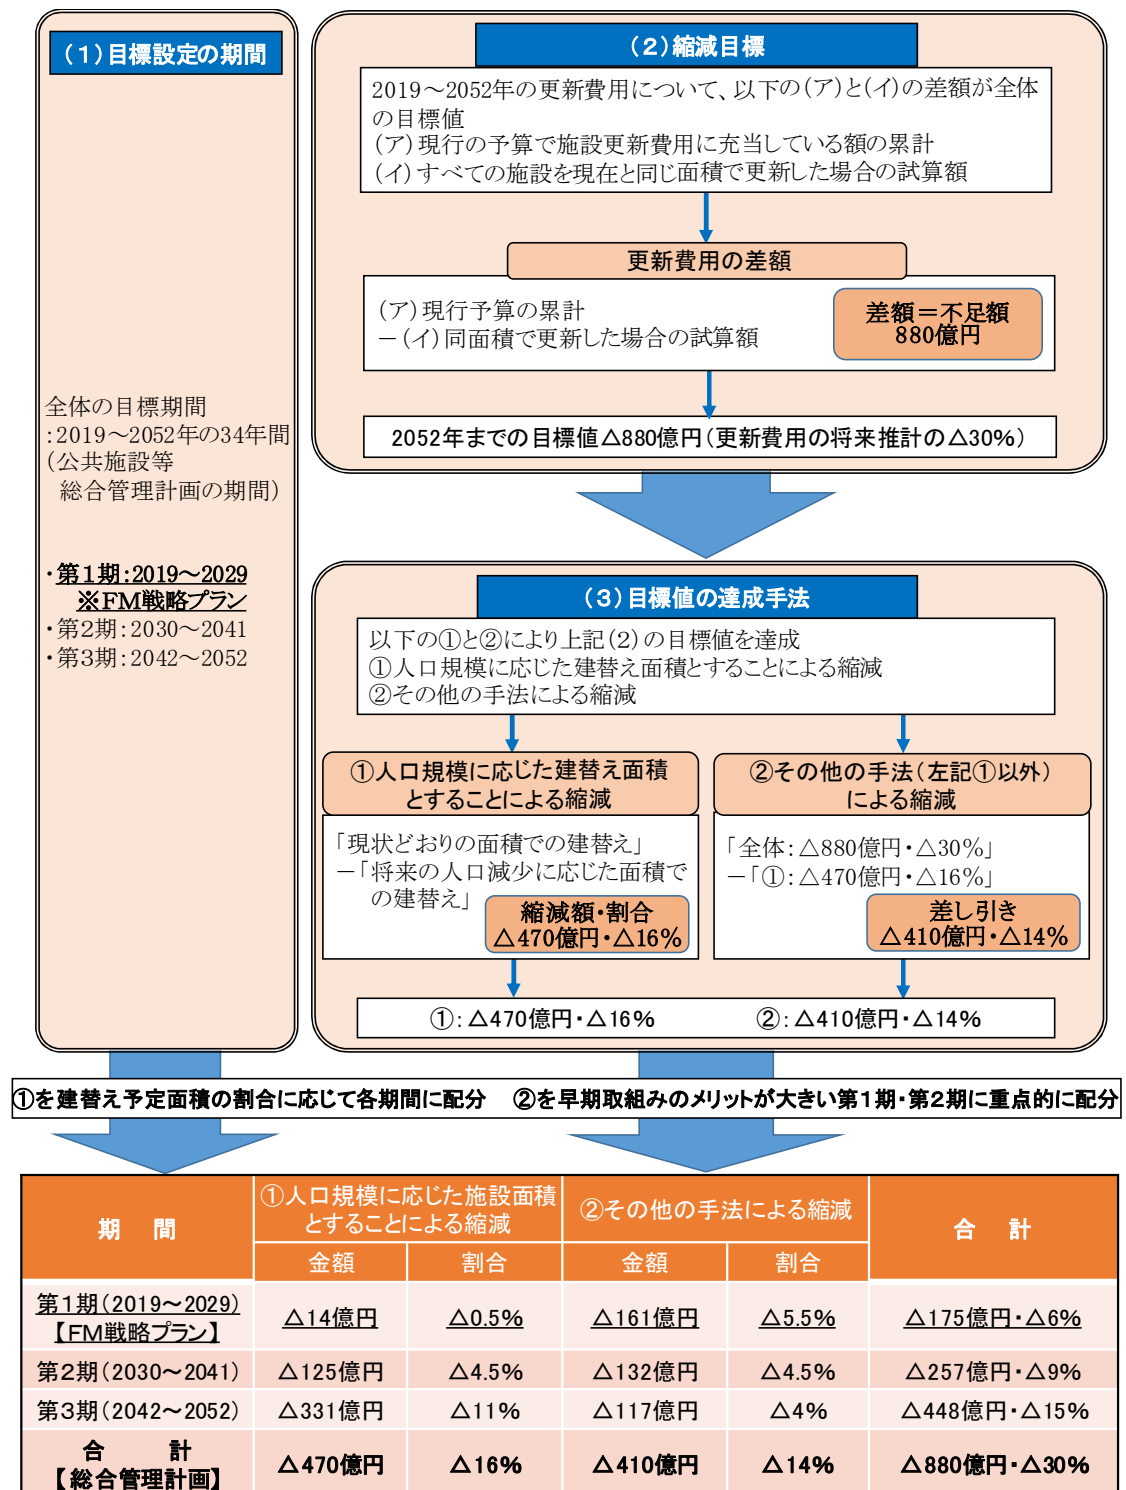 (1)目標設定の期間
全体の目標期間
:2019～2052年の34年間
(公共施設等
総合管理計画の期間)
・第1期:2019～2029
※FM戦略プラン
・第2期:2030～2041
・第3期:2042～2052
(2)縮減目標
2019～2052年の更新費用について、以下の(ア)と(イ)の差額が全体
の目標値
(ア)現行の予算で施設更新費用に充当している額の累計
(イ)すべての施設を現在と同じ面積で更新した場合の試算額
更新費用の差額
(ア)現行予算の累計
－(イ)同面積で更新した場合の試算額
差額＝不足額
880億円
2052年までの目標値△880億円(更新費用の将来推計の△30%)
(3)目標値の達成手法
以下の①と②により上記(2)の目標値を達成
①人口規模に応じた建替え面積とすることによる縮減
②その他の手法による縮減
①人口規模に応じた建替え面積
とすることによる縮減
「現状どおりの面積での建替え」
－「将来の人口減少に応じた面積で
の建替え」
縮減額・割合
△470億円・△16%
②その他の手法(左記①以外)
による縮減
「全体:△880億円・△30%」
－「①:△470億円・△16%」
差し引き
△410億円・△14%
①:△470億円・△16% ②:△410億円・△14%
①を建替え予定面積の割合に応じて各期間に配分 ②を早期取組みのメリットが大きい第1期・第2期に重点的に配分
期 間
①人口規模に応じた施設面積
とすることによる縮減
②その他の手法による縮減
合 計
金額 割合 金額 割合
第1期(2019～2029)
【FM戦略プラン】
△14億円 △0.5% △161億円 △5.5% △175億円・△6%
第2期(2030～2041) △125億円 △4.5% △132億円 △4.5% △257億円・△9%
第3期(2042～2052) △331億円 △11% △117億円 △4% △448億円・△15%
合 計
【総合管理計画】
△470億円 △16% △410億円 △14% △880億円・△30%